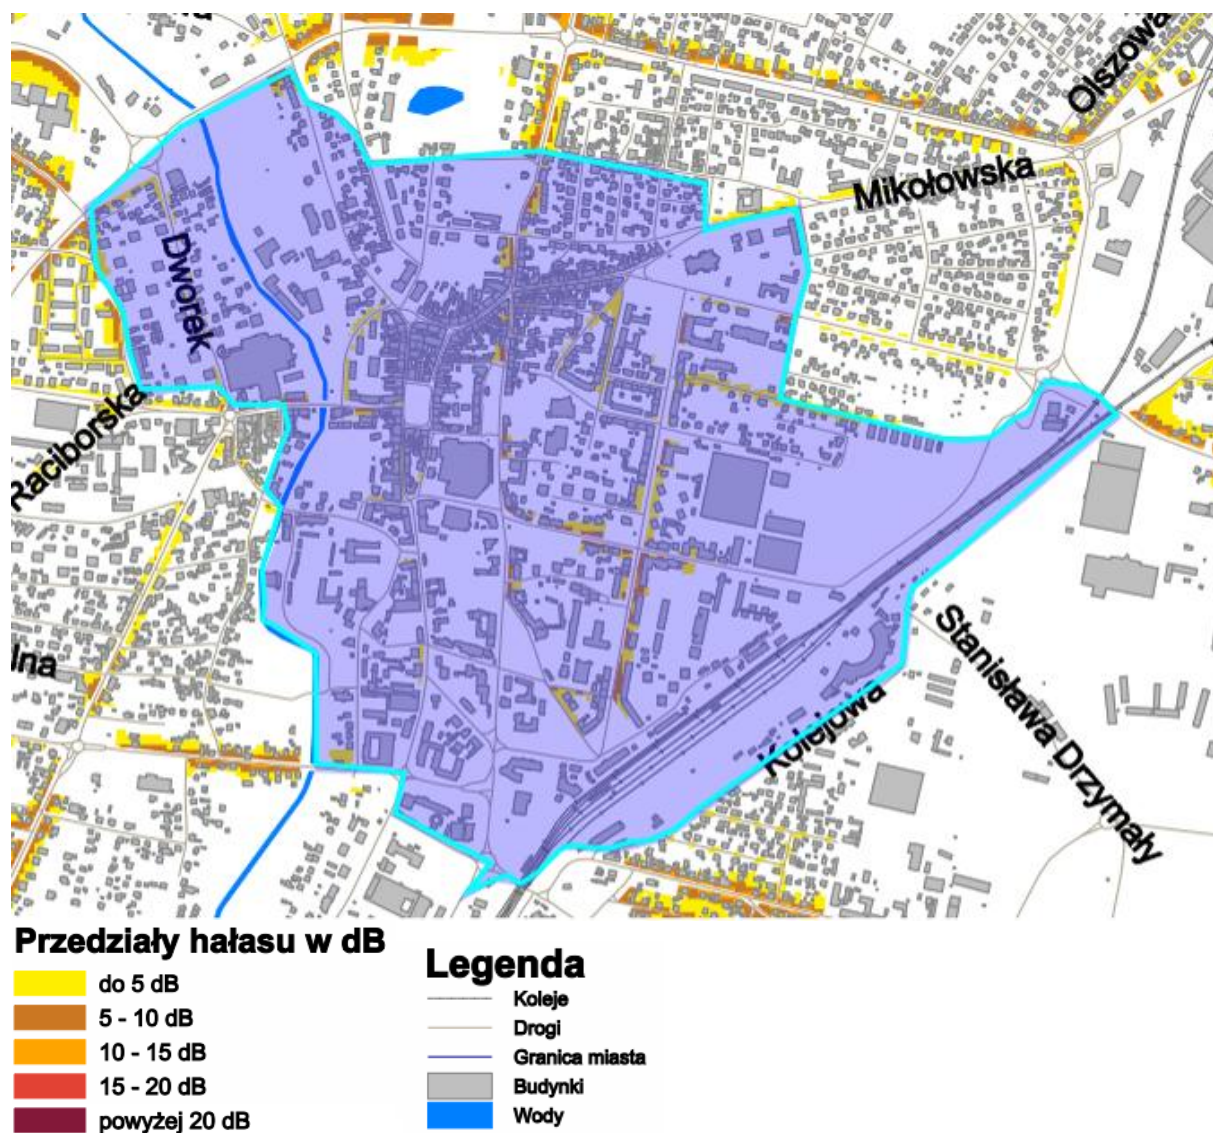 Olszowa
Mikołowska
Dworek
Raciborska
lna
Stanisława Drzymały
Kolejowa
Przedziały hałasu w dB
do 5 dB
5 - 10 dB
10 - 15 dB
15 - 20 dB
powyżej 20 dB
Legenda
Koleje
Drogi
Granica miasta
Budynki
Wody